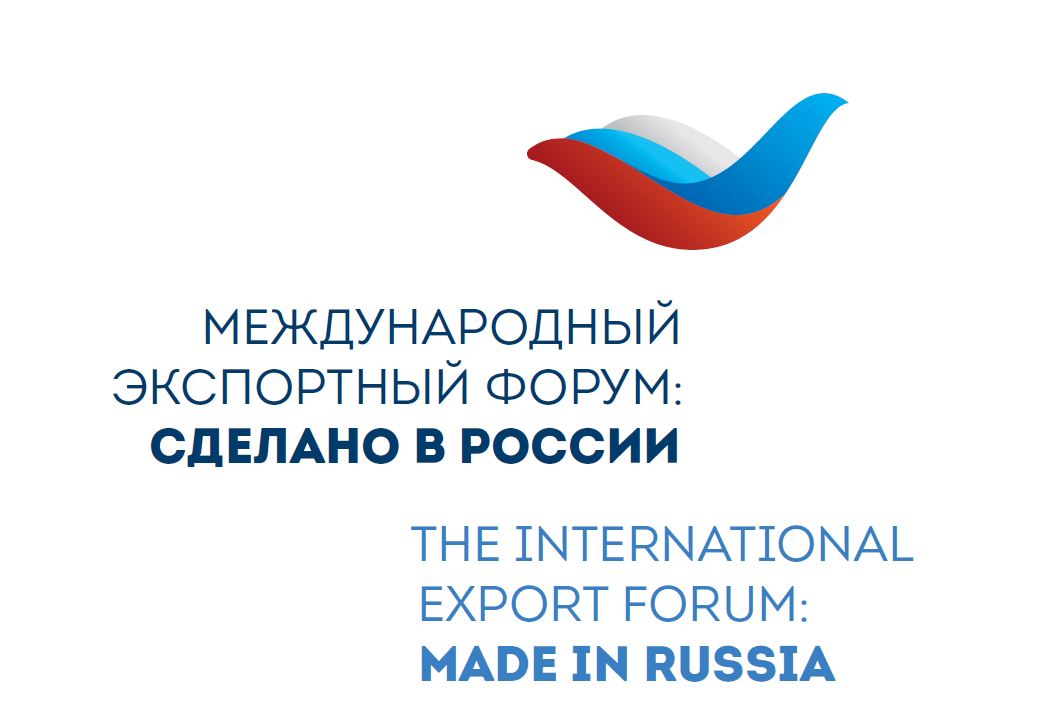 МЕЖДУНАРОДНЫЙ
ЭКСПОРТНЫЙ ФОРУМ:
СДЕЛАНО В РОССИИ
THE INTERNATIONAL
EXPORT FORUM:
MADE IN RUSSIA